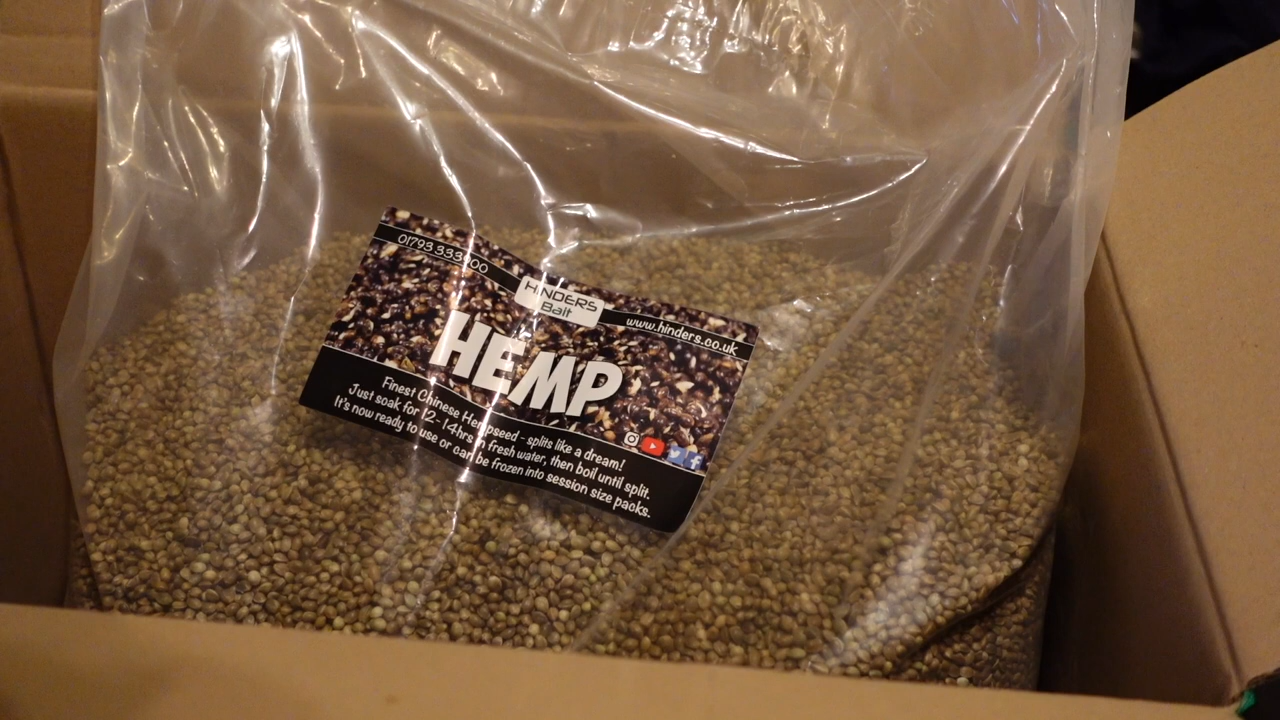 01793 333900
HINDERS
Bait
www.hinders.co.uk
HEMP
Finest Chinese Hempseed - splits like a dream!
Just soak for 12-14hrs in fresh water, then boil until split.
It's now ready to use or can be frozen into session size packs.